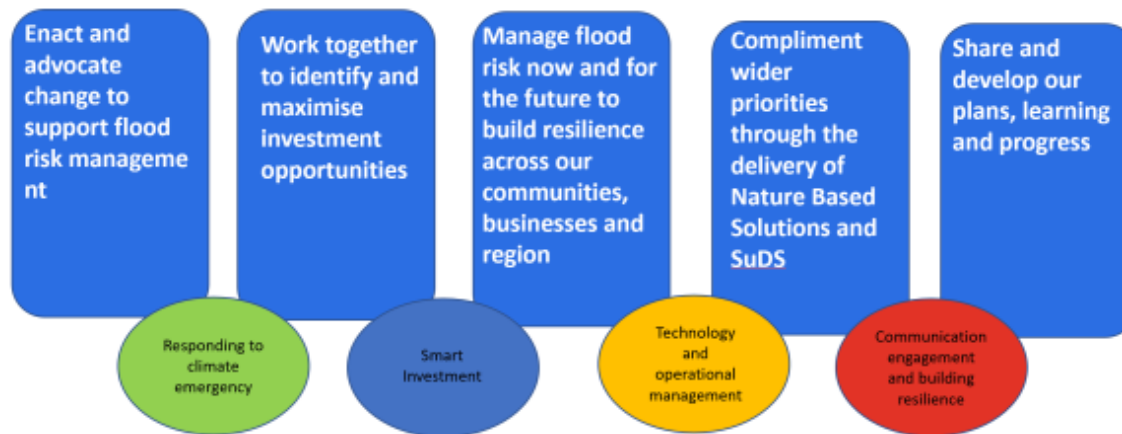 Enact and
advocate
change to
support flood
risk manageme
nt
Work together
to identify and
maximise
investment
opportunities
Manage flood
risk now and for
the future to
build resilience
across our
communities,
businesses and
region
Compliment
wider
priorities
through the
delivery of
Nature Based
Solutions and
SuDS
Share and
develop our
plans, learning
and progress
Responding to
climate
emergency
Smart
Investment
Technology
and
operational
management
Communication
engagement
and building
resilience